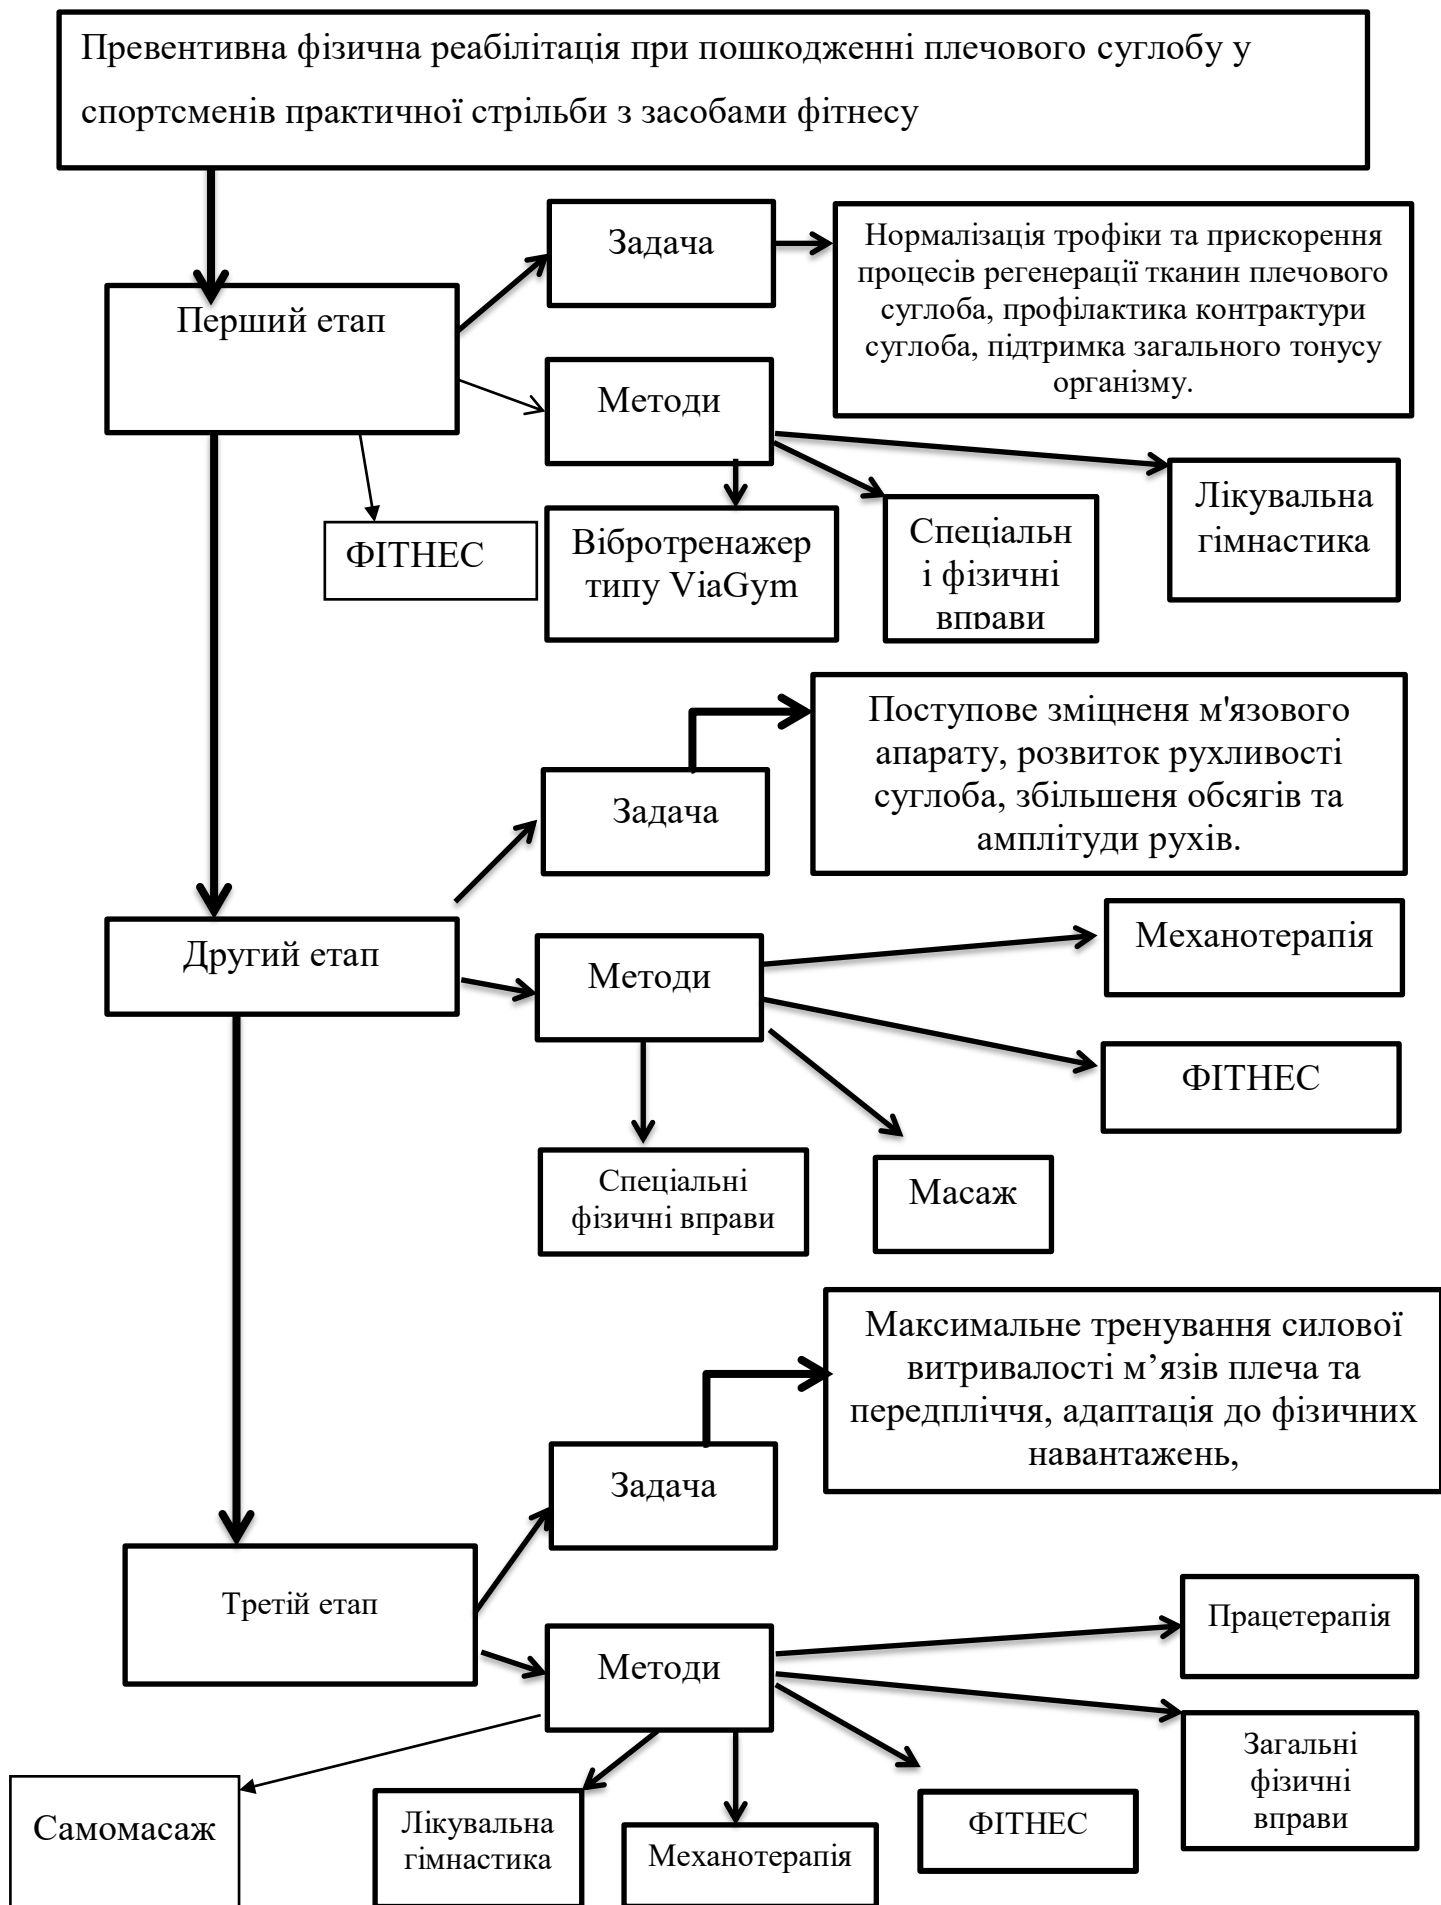 Превентивна фізична реабілітація при пошкодженні плечового суглобу у
спортсменів практичної стрільби з засобами фітнесу
Задача
Нормалізація трофіки та прискорення
процесів регенерації тканин плечового
суглоба, профілактика контрактури
суглоба, підтримка загального тонусу
організму.
Перший етап
Методи
Лікувальна
гімнастика
Спеціальн
і фізичні
вправи
Вібротренажер
типу ViaGym
ФІТНЕС
Поступове зміцненя м'язового
апарату, розвиток рухливості
суглоба, збільшеня обсягів та
амплітуди рухів.
Задача
Другий етап
Методи
Механотерапія
ФІТНЕС
Спеціальні
фізичні вправи
Масаж
Максимальне тренування силової
витривалості м’язів плеча та
передпліччя, адаптація до фізичних
навантажень,
Задача
Третій етап
Методи
Працетерапія
Загальні
фізичні
вправи
Самомасаж
Лікувальна
гімнастика
Механотерапія
ФІТНЕС